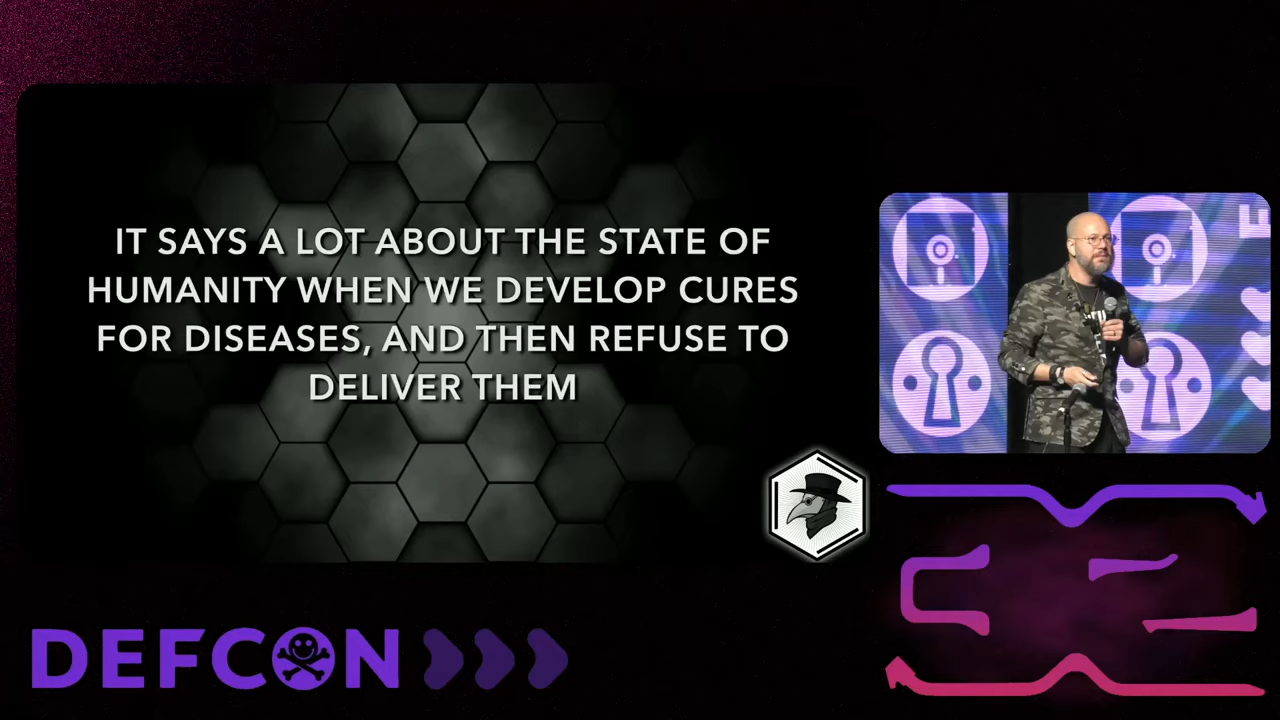 IT SAYS A LOT ABOUT THE STATE OF
HUMANITY WHEN WE DEVELOP CURES
FOR DISEASES, AND THEN REFUSE TO
DELIVER THEM
DEFCON